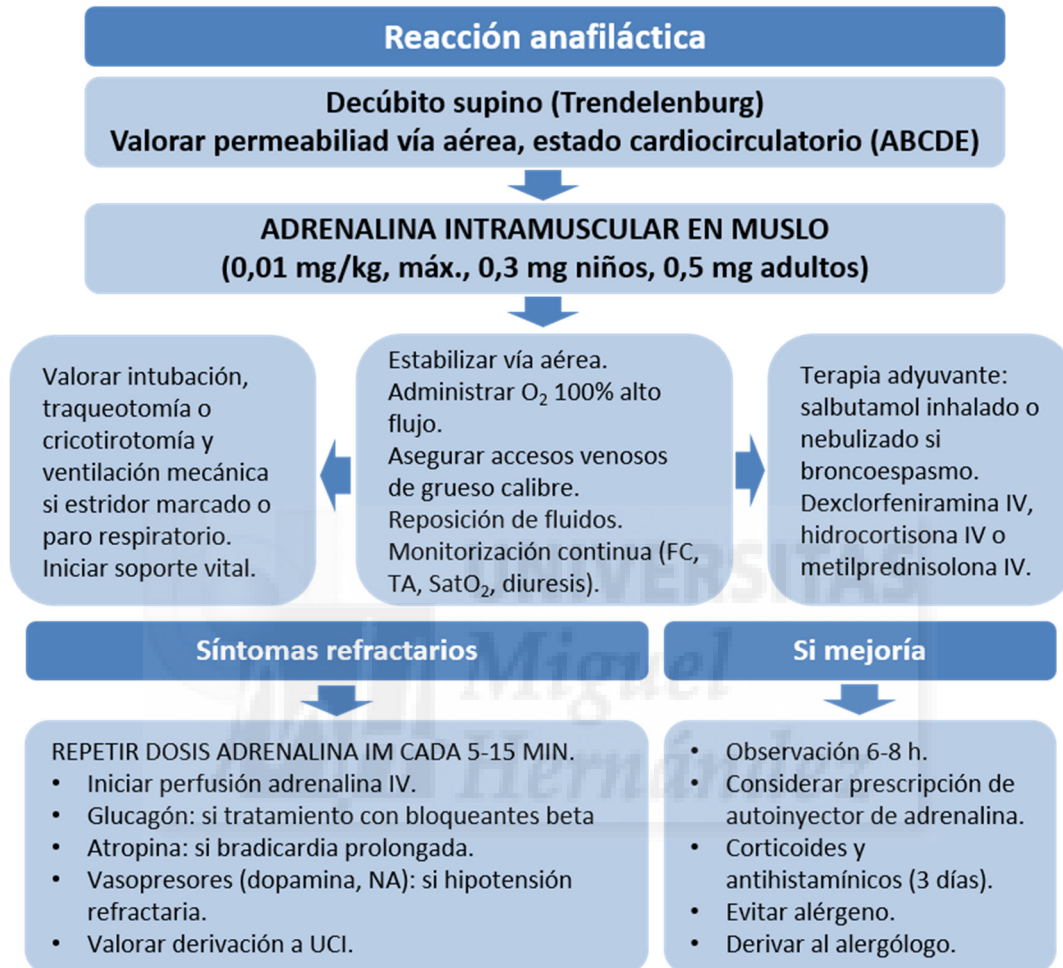 Reacción anafiláctica
Decúbito supino (Trendelenburg)
Valorar permeabiliad vía aérea, estado cardiocirculatorio (ABCDE)
ADRENALINA INTRAMUSCULAR EN MUSLO
(0,01 mg/kg, máx., 0,3 mg niños, 0,5 mg adultos)
Valorar intubación,
traqueotomía o
cricotirotomía y
ventilación mecánica
si estridor marcado o
paro respiratorio.
Iniciar soporte vital.
Estabilizar vía aérea.
Administrar O₂ 100% alto
flujo.
Asegurar accesos venosos
de grueso calibre.
Reposición de fluidos.
Monitorización continua (FC,
TA, SatO₂, diuresis).
Terapia adyuvante:
salbutamol inhalado o
nebulizado si
broncoespasmo.
Dexclorfeniramina IV,
hidrocortisona IV o
metilprednisolona IV.
Síntomas refractarios
REPETIR DOSIS ADRENALINA IM CADA 5-15 MIN.
• Iniciar perfusión adrenalina IV.
• Glucagón: si tratamiento con bloqueantes beta
• Atropina: si bradicardia prolongada.
• Vasopresores (dopamina, NA): si hipotensión
refractaria.
• Valorar derivación a UCI.
Si mejoría
• Observación 6-8 h.
• Considerar prescripción de
autoinyector de adrenalina.
• Corticoides y
antihistamínicos (3 días).
• Evitar alérgeno.
• Derivar al alergólogo.
UNIVERSITAS
Miguel
Hernández